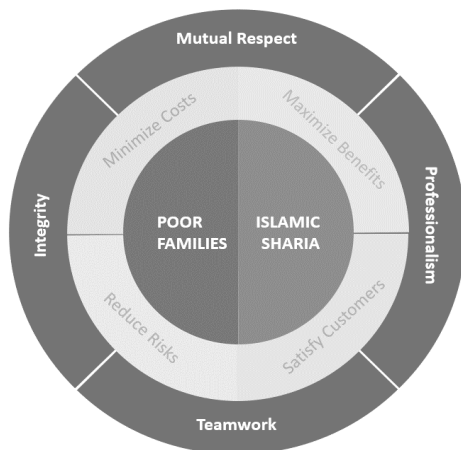 Mutual Respect
Minimize Costs
Maximize Benefits
Integrity
POOR
FAMILIES
ISLAMIC
SHARIA
Professionalism
Reduce Risks
Satisfy Customers
Teamwork